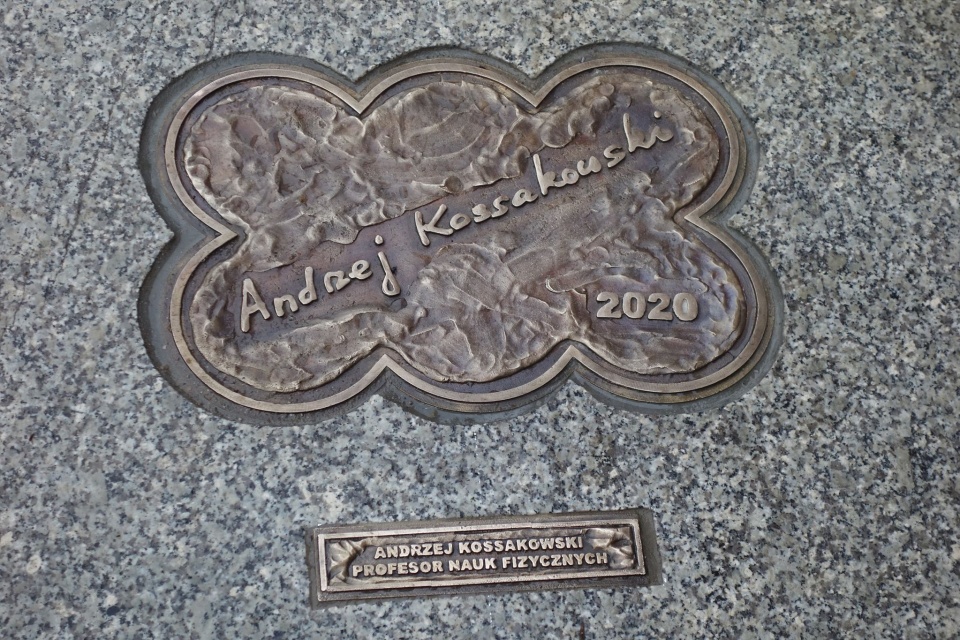 Andrzej Kossakowski
2020
ANDRZEJ KOSSAKOWSKI
PROFESOR NAUK FIZYCZNYCH